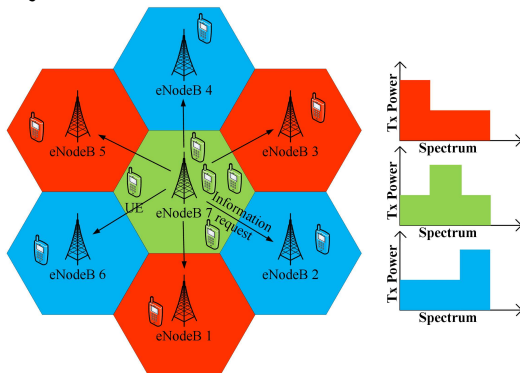 eNodeB 4
eNodeB 5
eNodeB 3
UE
eNodeB 7
Information
request
eNodeB 6
eNodeB 2
eNodeB 1
Tx Power
Spectrum
Tx Power
Spectrum
Tx Power
Spectrum